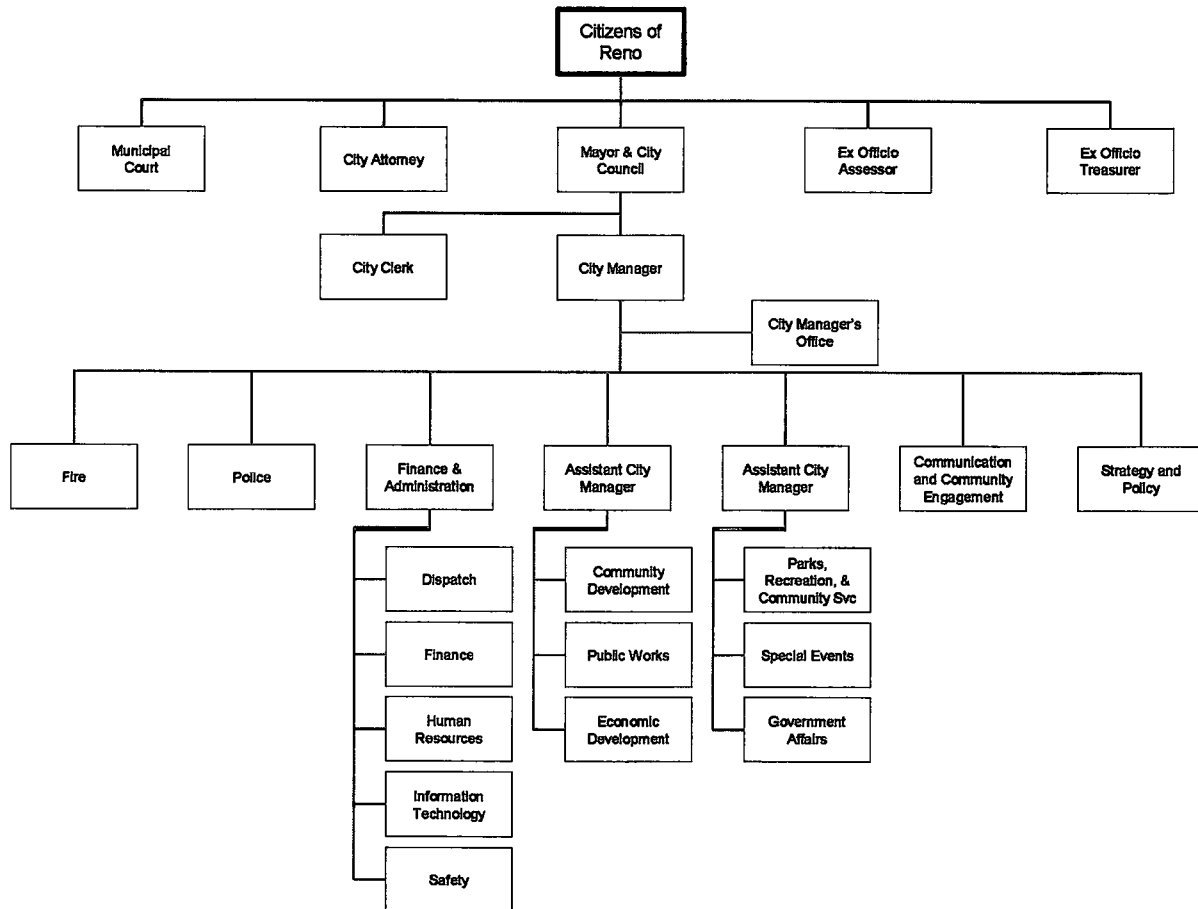 Citizens of
Reno
Municipal
Court
City Attorney
Mayor & City
Council
Ex Officio
Assessor
Ex Officio
Treasurer
City Clerk
City Manager
City Manager's
Office
Fire
Police
Finance &
Administration
Assistant City
Manager
Assistant City
Manager
Communication
and Community
Engagement
Strategy and
Policy
Dispatch
Finance
Human
Resources
Information
Technology
Safety
Community
Development
Public Works
Economic
Development
Parks,
Recreation, &
Community Svc
Special Events
Government
Affairs